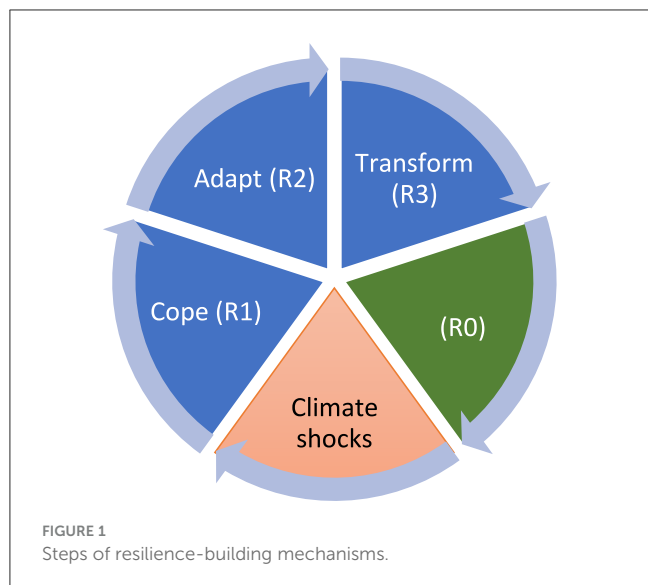 Adapt (R2)
Transform
(R3)
Cope (R1)
(R0)
Climate
shocks
FIGURE 1
Steps of resilience-building mechanisms.